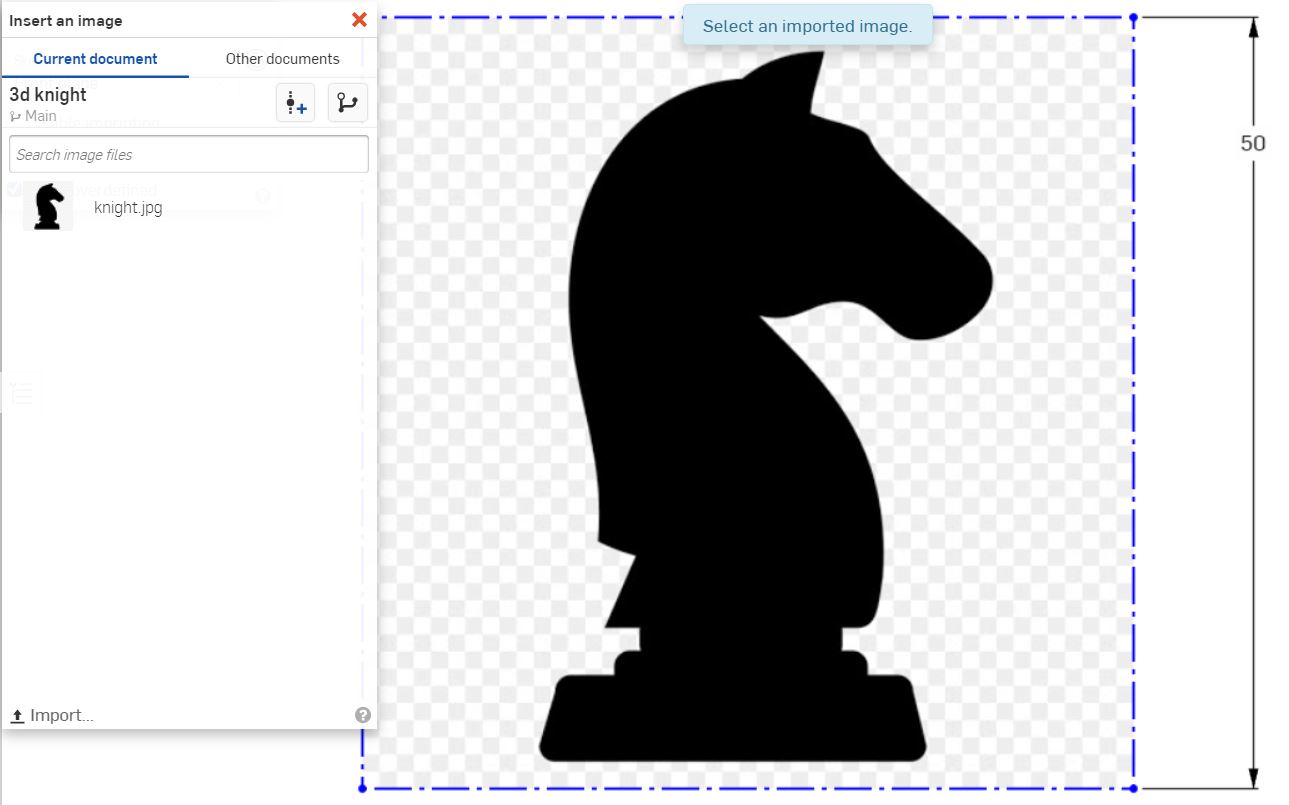 Insert an image
Select an imported image.
Current document
Other documents
3d knight
Main
Search image files
knight.jpg
50
Import...
?